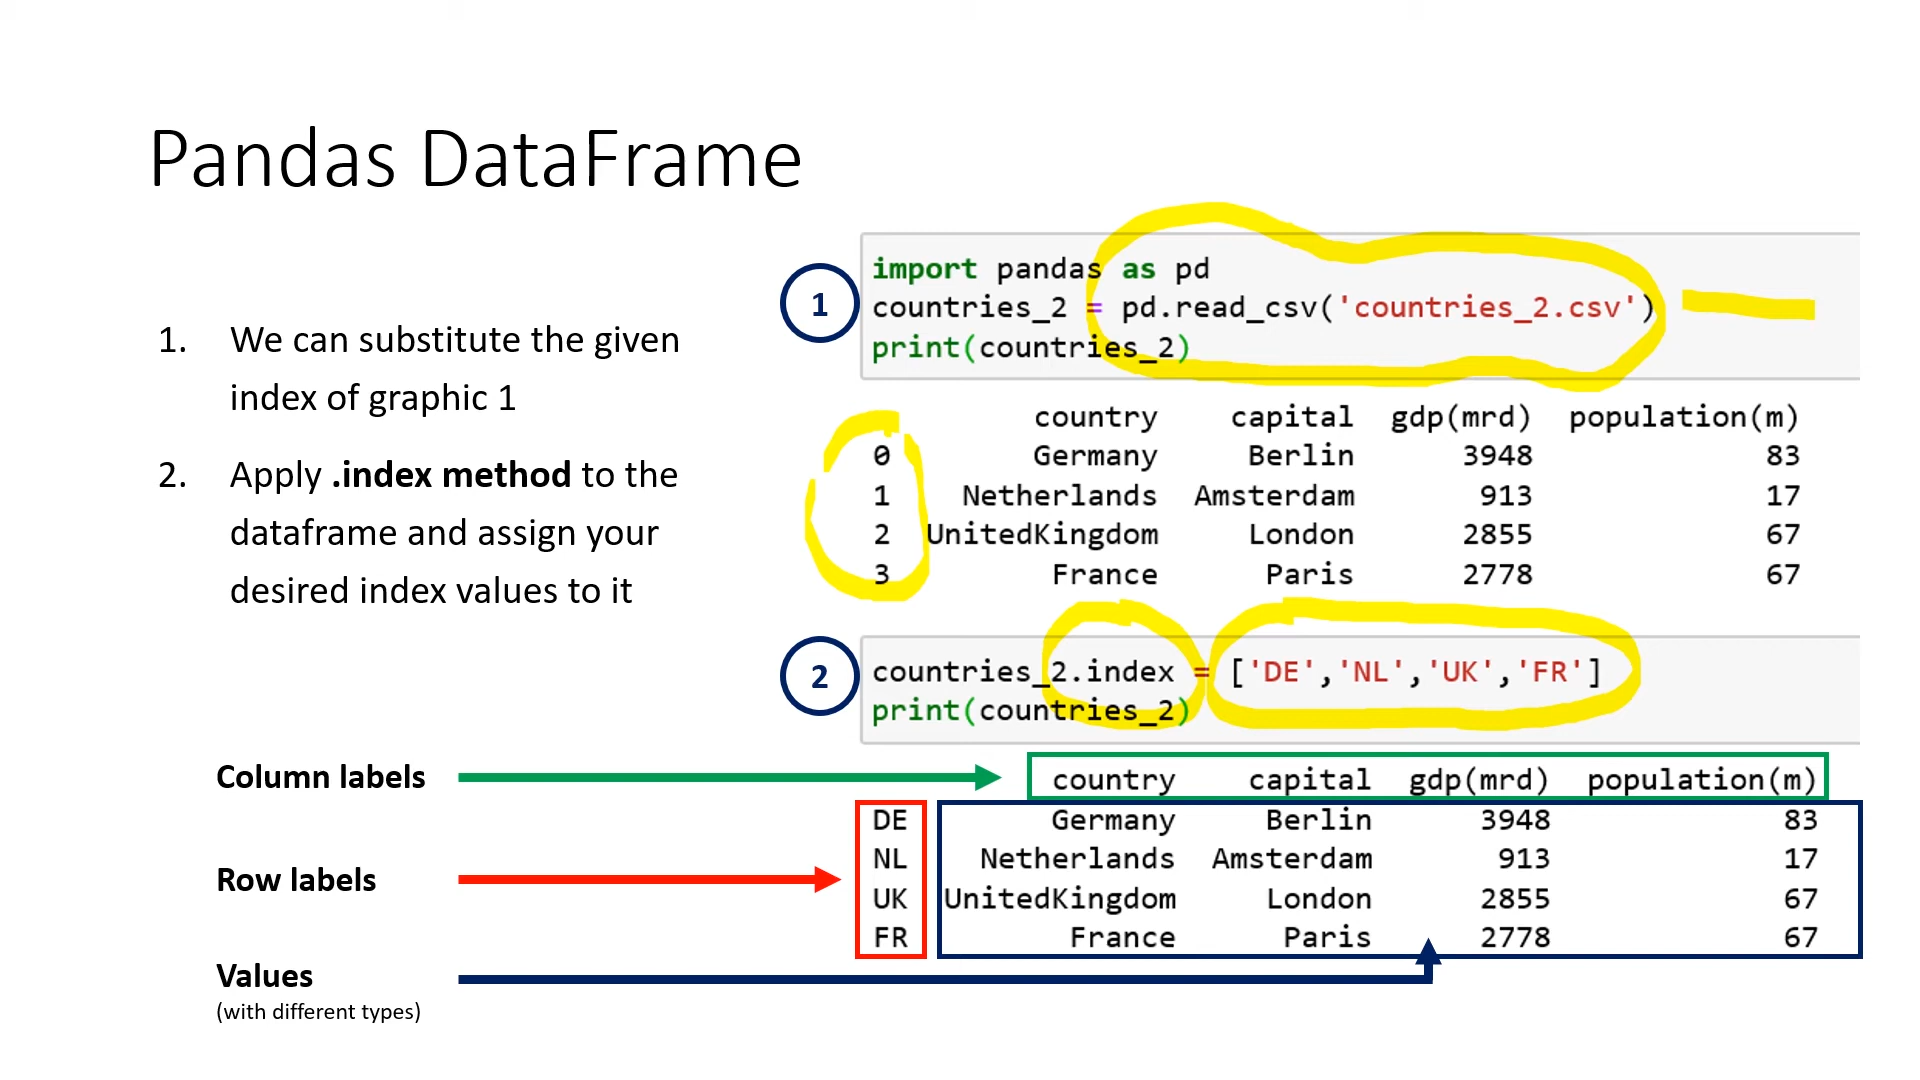 Pandas DataFrame
1. We can substitute the given
index of graphic 1
2. Apply .index method to the
dataframe and assign your
desired index values to it
1
import pandas as pd
countries_2 = pd.read_csv('countries_2.csv')
print(countries_2)
country capital gdp(mrd) population(m)
0 Germany Berlin 3948 83
1 Netherlands Amsterdam 913 17
2 UnitedKingdom London 2855 67
3 France Paris 2778 67
2
countries_2.index = ['DE','NL','UK','FR']
print(countries_2)
Column labels
country capital gdp(mrd) population(m)
DE Germany Berlin 3948 83
NL Netherlands Amsterdam 913 17
UK UnitedKingdom London 2855 67
FR France Paris 2778 67
Row labels
Values
(with different types)